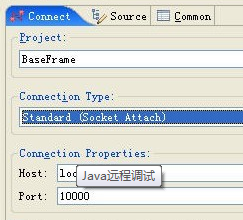 Connect Source Common
Project:
BaseFrame
Connection Type:
Standard (Socket Attach)
Connection Properties:
Host:
Java远程调试
Port: 10000